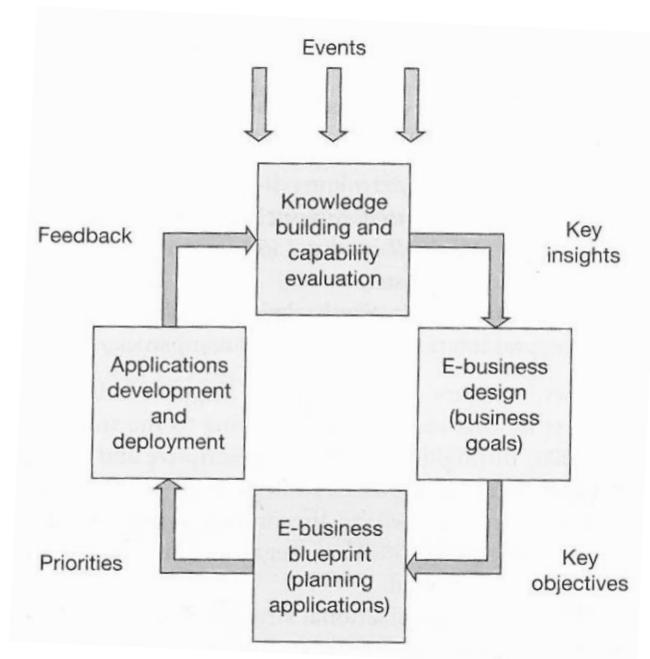 Events
Knowledge
building and
capability
evaluation
Feedback
Key
insights
Applications
development
and
deployment
E-business
design
(business
goals)
E-business
blueprint
(planning
applications)
Priorities
Key
objectives